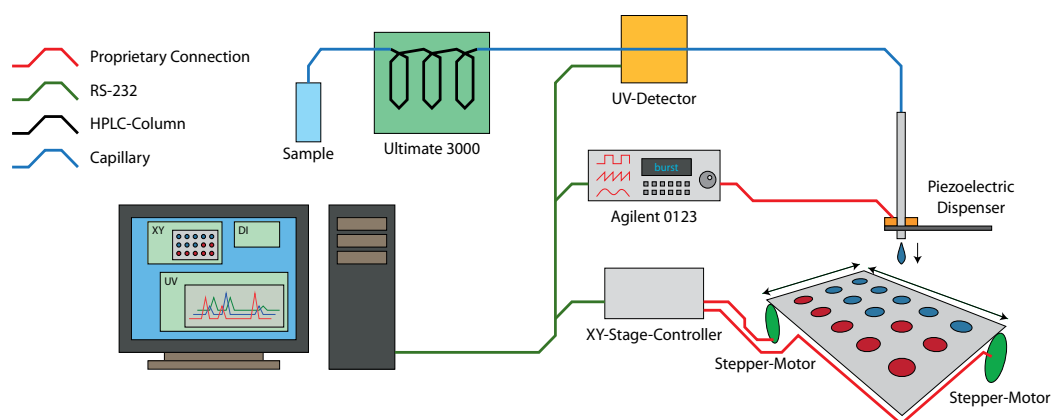 Proprietary Connection
RS-232
HPLC-Column
Capillary
Sample
Ultimate 3000
UV-Detector
burst
Agilent 0123
Piezoelectric
Dispenser
XY
DI
UV
XY-Stage-Controller
Stepper-Motor
Stepper-Motor